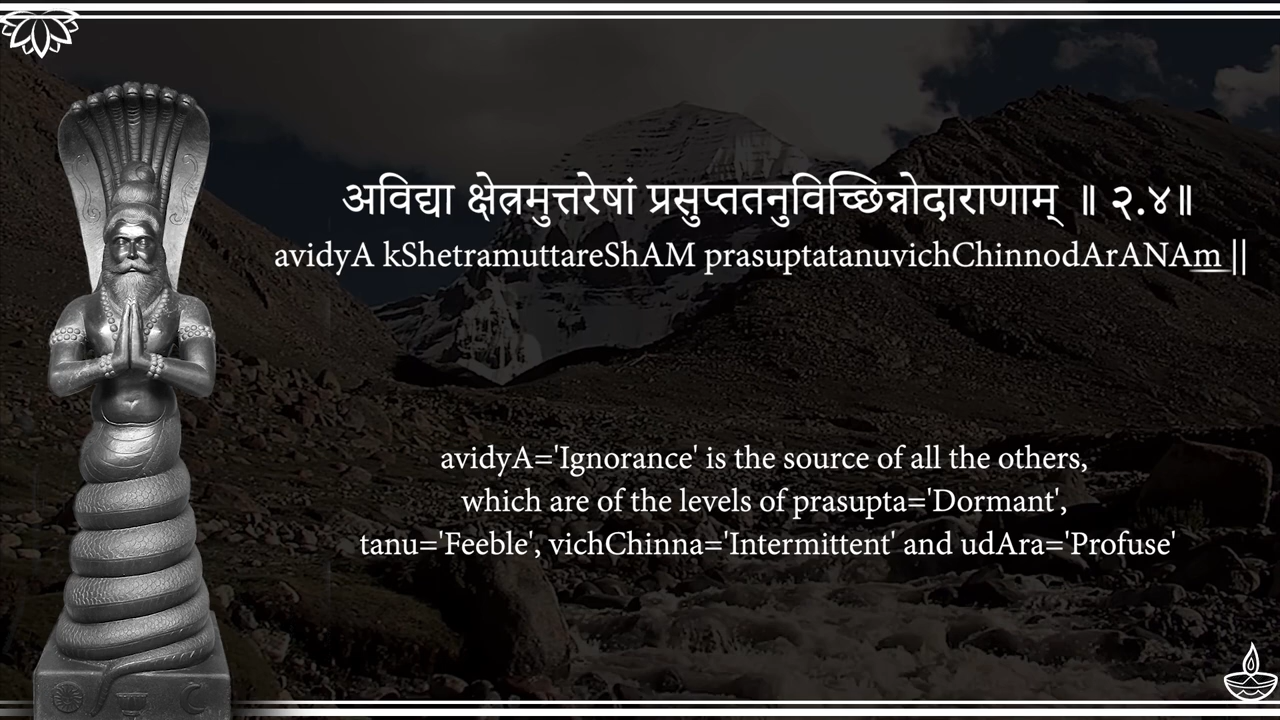 अविद्या क्षेत्रमुत्तरेषां प्रसुप्ततनुविच्छिन्नोदाराणाम् ॥ २.४॥
avidyA kShetramuttareShAM prasuptatanuvichChinnodArANAm ||
avidyA='Ignorance' is the source of all the others,
which are of the levels of prasupta='Dormant',
tanu='Feeble', vichChinna='Intermittent' and udAra='Profuse'